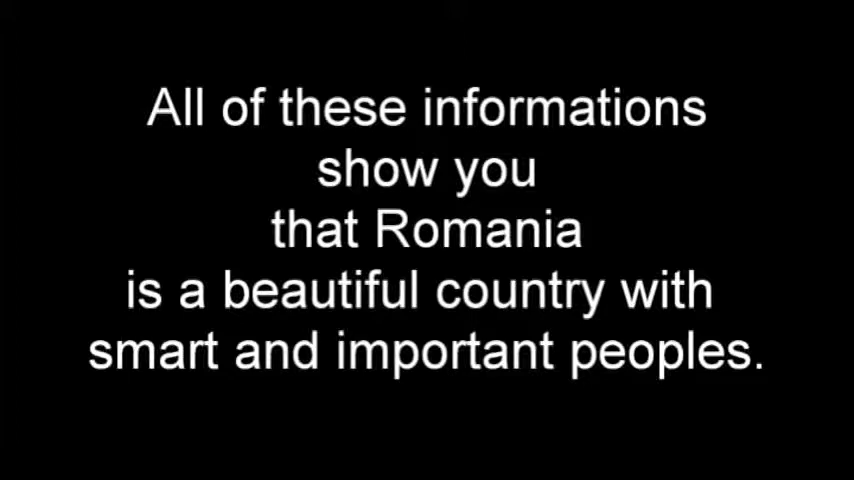 All of these informations
show you
that Romania
is a beautiful country with
smart and important peoples.